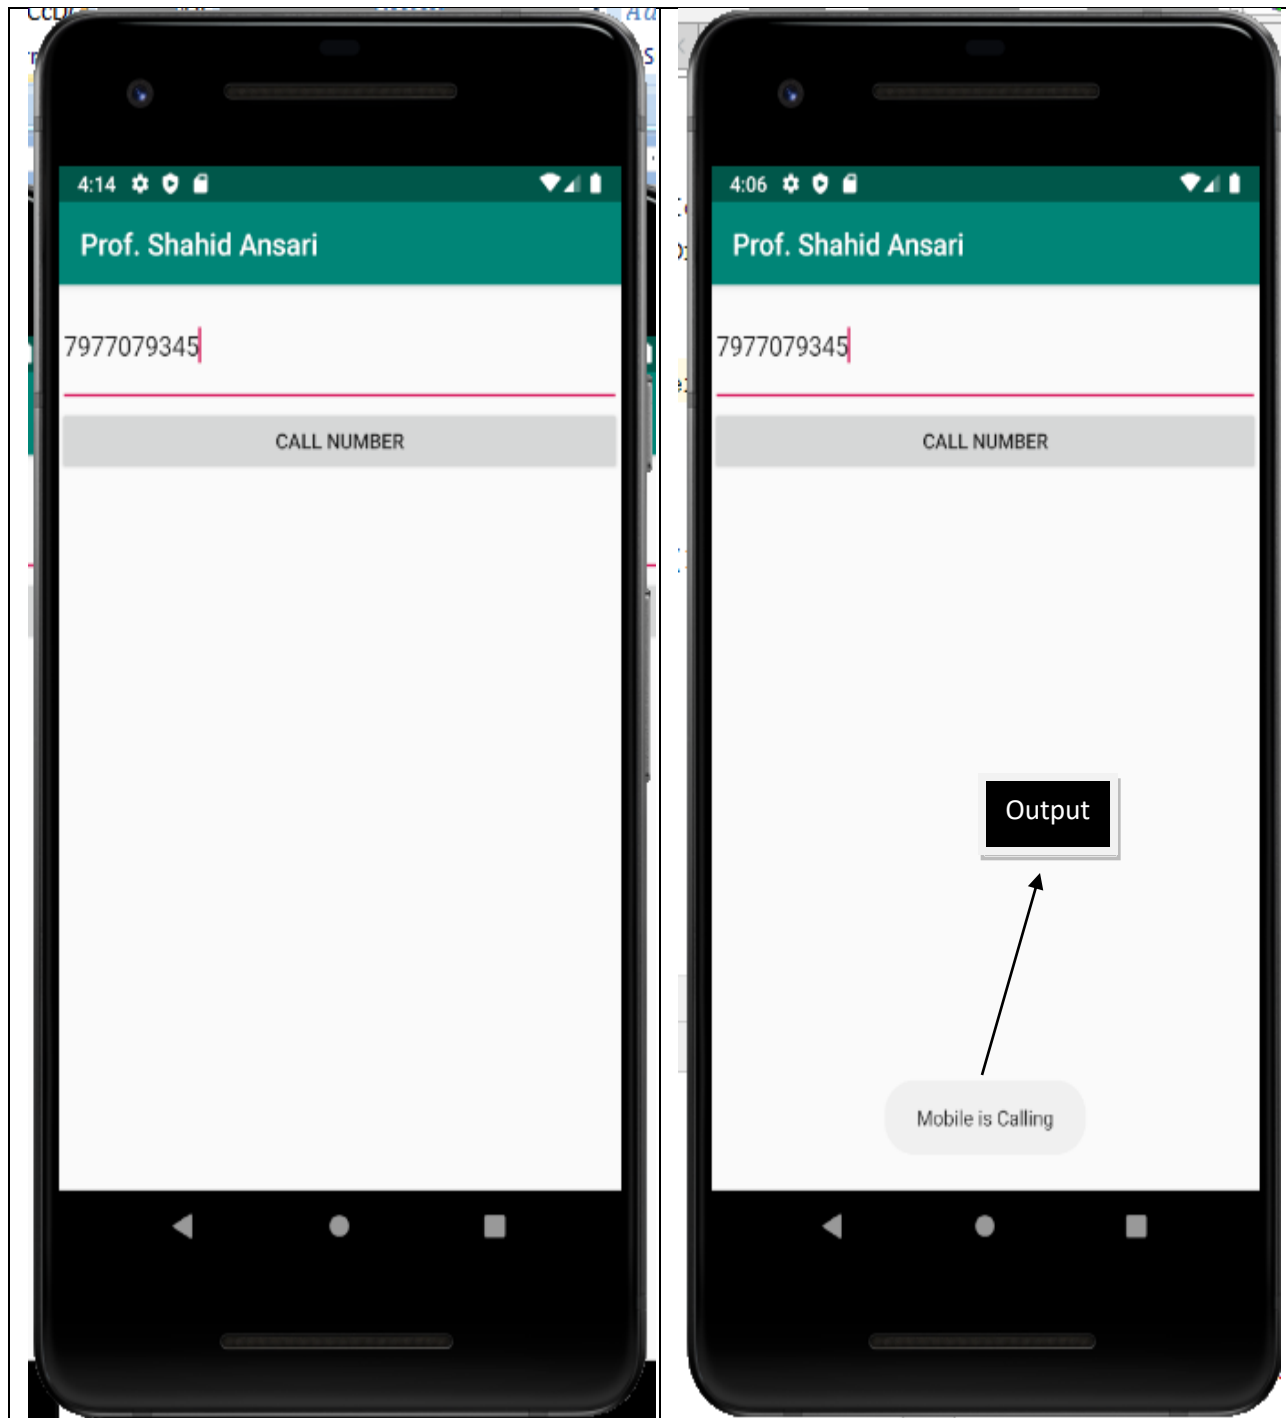 4:14
Prof. Shahid Ansari
7977079345
CALL NUMBER
4:06
Prof. Shahid Ansari
7977079345
CALL NUMBER
Output
Mobile is Calling